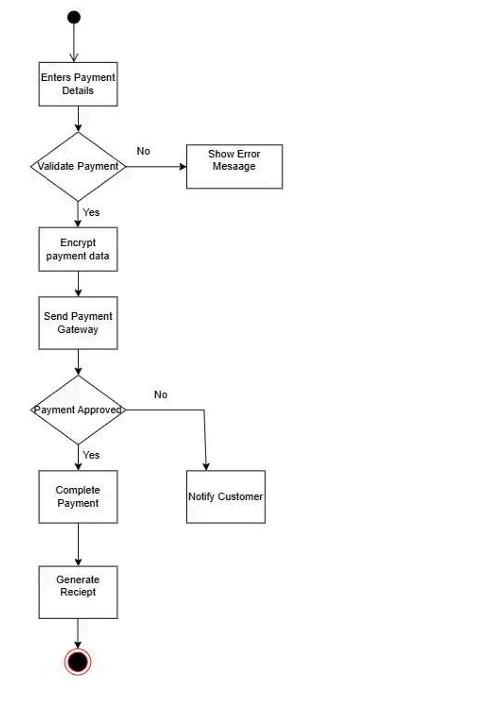 Enters Payment
Details
Validate Payment
No
Show Error
Mesaage
Yes
Encrypt
payment data
Send Payment
Gateway
Payment Approved
No
Yes
Complete
Payment
Notify Customer
Generate
Reciept